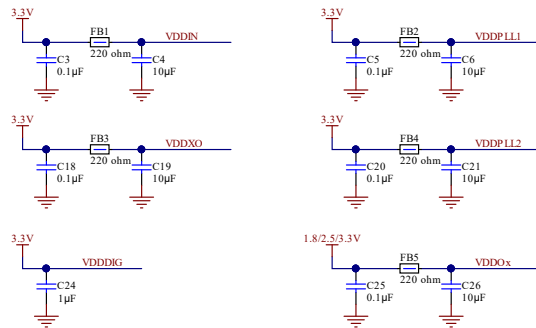 3.3V
FB1
VDDIN
C3
0.1µF
220 ohm
C4
10µF
3.3V
FB2
VDDPLL1
C5
0.1µF
220 ohm
C6
10µF
3.3V
FB3
VDDXO
C18
0.1µF
220 ohm
C19
10µF
3.3V
FB4
VDDPLL2
C20
0.1µF
220 ohm
C21
10µF
3.3V
VDDDIG
C24
1µF
1.8/2.5/3.3V
FB5
VDDOx
C25
0.1µF
220 ohm
C26
10µF